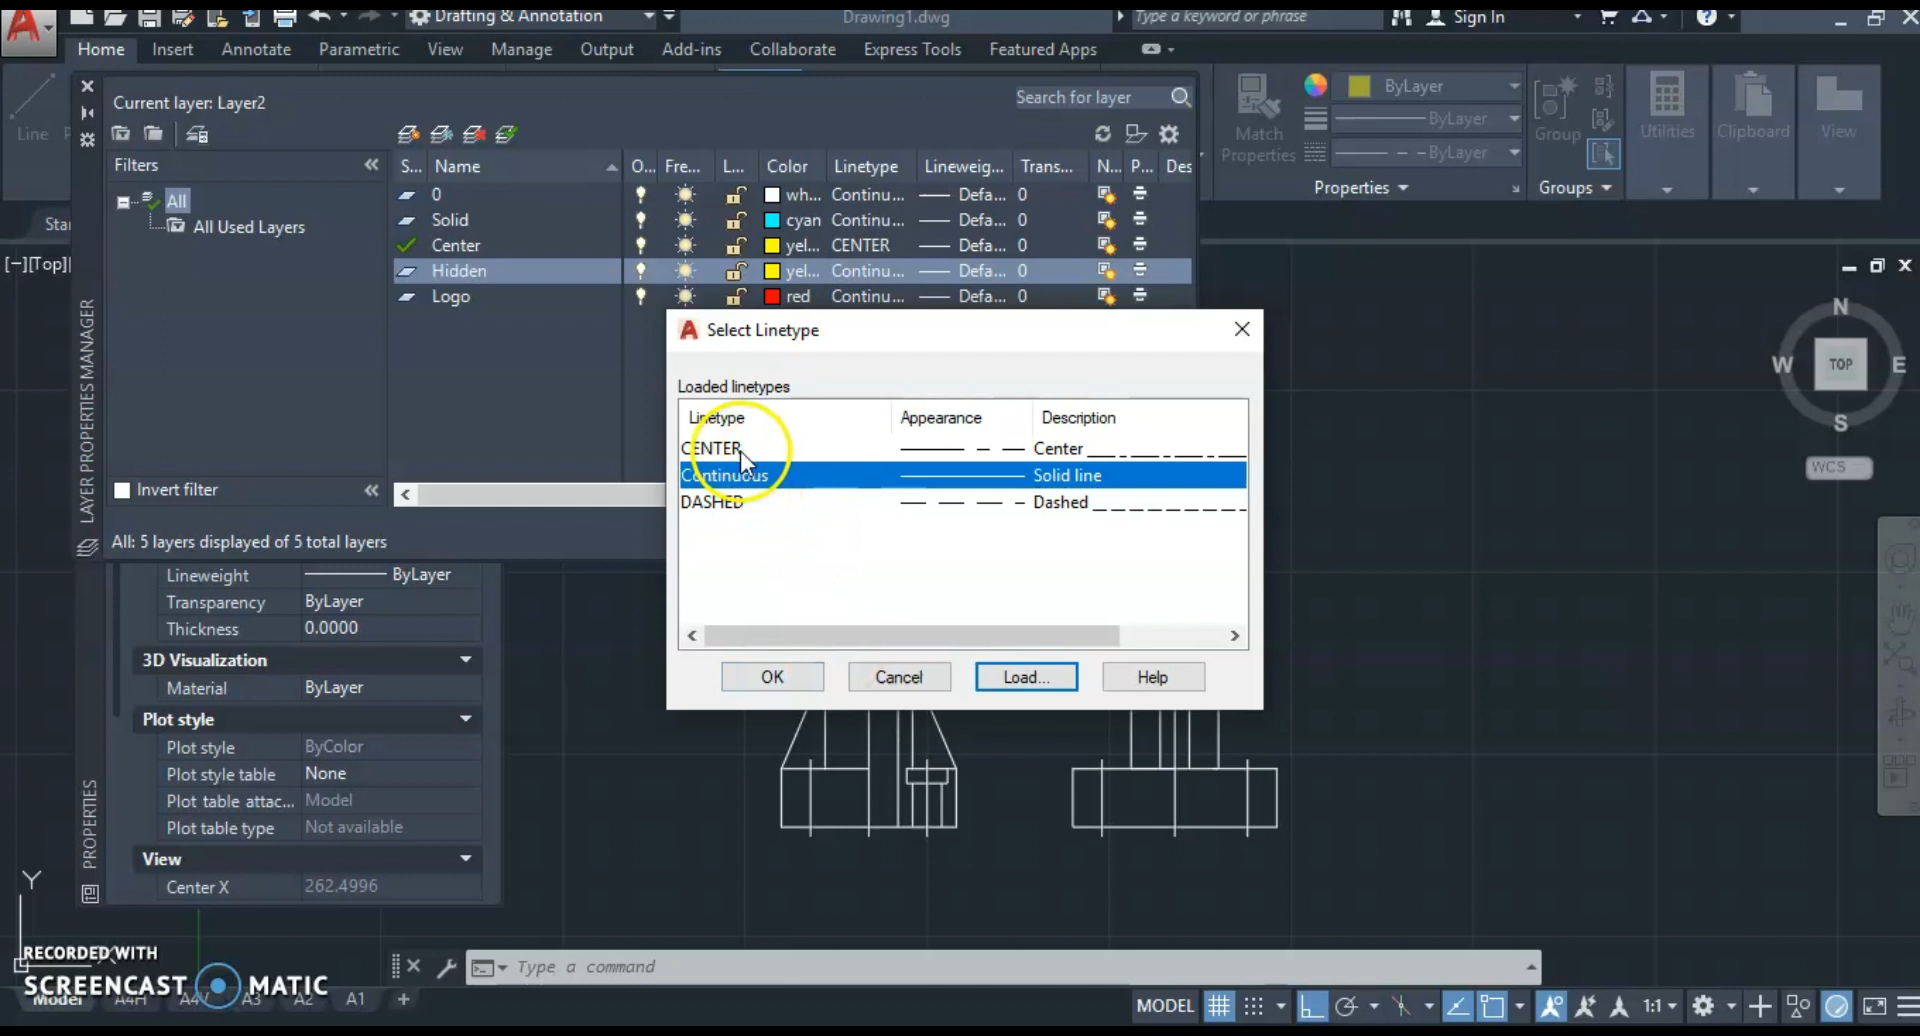 Drafting & Annotation
Drawing1.dwg
Type a keyword or phrase
Sign In
Home Insert Annotate Parametric View Manage Output Add-ins Collaborate Express Tools Featured Apps
Current layer: Layer2
Search for layer
Filters
All
All Used Layers
Invert filter
S... Name O... Fre... L... Color Linetype Lineweig... Trans... N... P... Des
0 wh... Continu... Defa... 0
Solid cyan Continu... Defa... 0
Center yel... CENTER Defa... 0
Hidden yel... Continu... Defa... 0
Logo red Continu... Defa... 0
All: 5 layers displayed of 5 total layers
LAYER PROPERTIES MANAGER
Line
Match
Properties
ByLayer
ByLayer
ByLayer
Properties
Group
Groups
Utilities
Clipboard
View
Star
[−][Top]
Select Linetype
Loaded linetypes
Linetype Appearance Description
CENTER Center
Continuous Solid line
DASHED Dashed
OK Cancel Load... Help
Lineweight ByLayer
Transparency ByLayer
Thickness 0.0000
3D Visualization
Material ByLayer
Plot style
Plot style ByColor
Plot style table None
Plot table attac... Model
Plot table type Not available
View
Center X 262.4996
PROPERTIES
N
W TOP E
S
WCS
Y
X
RECORDED WITH
SCREENCAST MATIC
Type a command
Model A4H A4V A3 A2 A1 +
MODEL 1:1